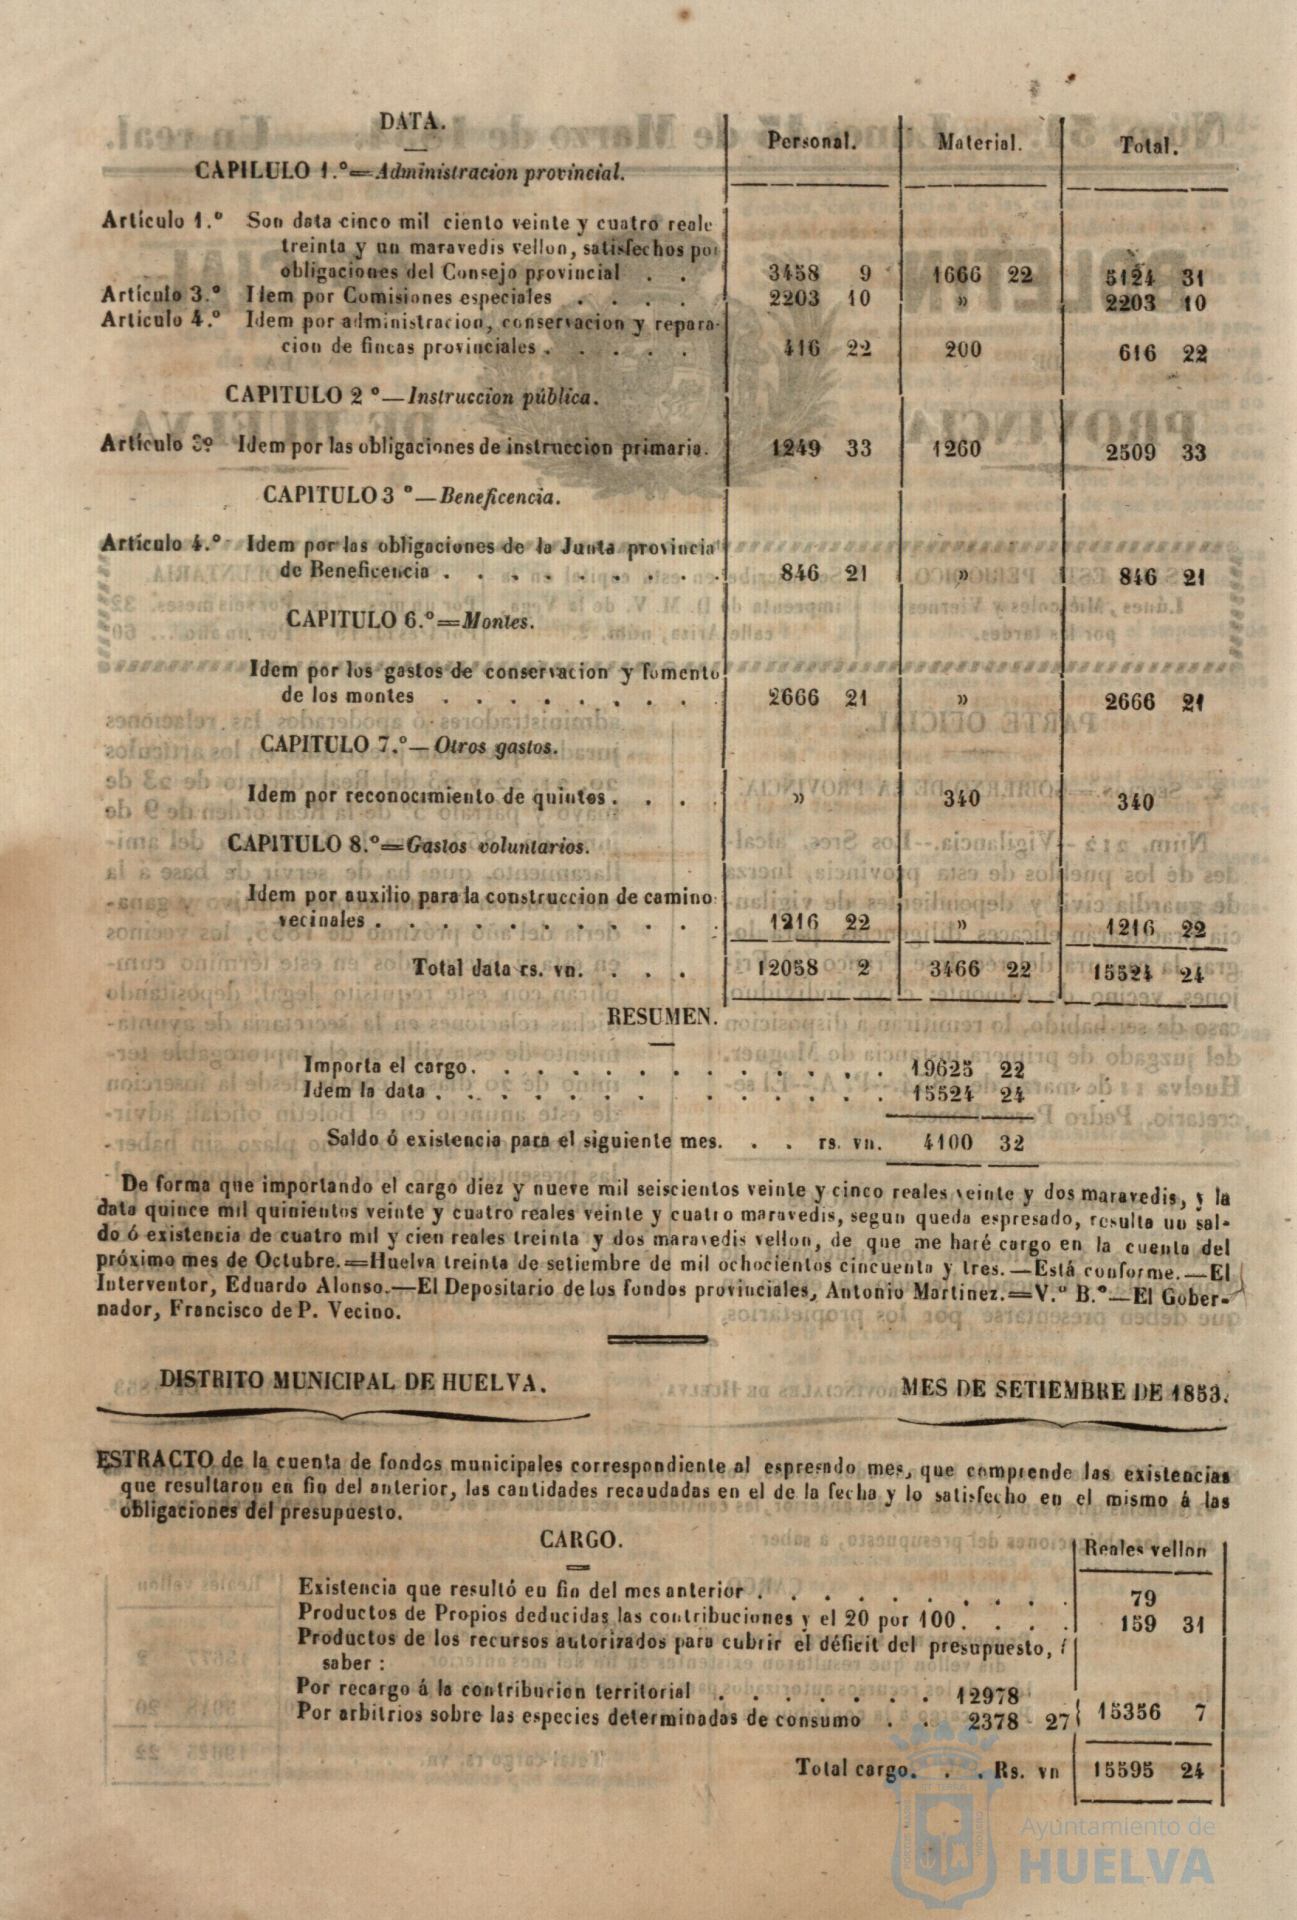 DATA.
Personal. Material. Total.
CAPILULO 1.º=Administracion provincial.
Artículo 1.º Son data cinco mil ciento veinte y cuatro reale
treinta y un maravedis vellon, satisfechos por
obligaciones del Consejo provincial . . 3458 9 1666 22 5124 31
Artículo 3.º Idem por Comisiones especiales . . . . 2203 10 » 2203 10
Artículo 4.º Idem por administracion, conservacion y repara-
cion de fincas provinciales . . . . . 416 22 200 616 22
CAPITULO 2 º—Instruccion pública.
Artículo 3º Idem por las obligaciones de instruccion primaria. 1249 33 1260 2509 33
CAPITULO 3 º—Beneficencia.
Artículo 4.º Idem por las obligaciones de la Junta provincia
de Beneficencia . . . . . . . . . 846 21 » 846 21
CAPITULO 6.º=Montes.
Idem por los gastos de conservacion y fomento
de los montes . . . . . . . . 2666 21 » 2666 21
CAPITULO 7.º—Otros gastos.
Idem por reconocimiento de quintos . . . . » 340 340
CAPITULO 8.º=Gastos voluntarios.
Idem por auxilio para la construccion de camino
vecinales . . . . . . . . . . . 1216 22 » 1216 22
Total data rs. vn. . . . . 12058 2 3466 22 15524 24
RESUMEN.
Importa el cargo. . . . . . . . . . . . . 19625 22
Idem la data . . . . . . . . . . . . . 15524 24
Saldo ó existencia para el siguiente mes. . . rs. vn. 4100 32
De forma que importando el cargo diez y nueve mil seiscientos veinte y cinco reales veinte y dos maravedis, y la
data quince mil quinientos veinte y cuatro reales veinte y cuatro maravedis, segun queda espresado, resulta un sal-
do ó existencia de cuatro mil y cien reales treinta y dos maravedis vellon, de que me haré cargo en la cuenta del
próximo mes de Octubre.=Huelva treinta de setiembre de mil ochocientos cincuenta y tres.—Está conforme.—El
Interventor, Eduardo Alonso.—El Depositario de los fondos provinciales, Antonio Martinez.=V.º B.º—El Gober-
nador, Francisco de P. Vecino.
DISTRITO MUNICIPAL DE HUELVA. MES DE SETIEMBRE DE 1853.
ESTRACTO de la cuenta de fondos municipales correspondiente al espresado mes, que comprende las existencias
que resultaron en fin del anterior, las cantidades recaudadas en el de la fecha y lo satisfecho en el mismo á las
obligaciones del presupuesto.
CARGO.
Reales vellon
Existencia que resultó en fin del mes anterior . . . . . . . . . . 79
Productos de Propios deducidas las contribuciones y el 20 por 100. . . . . 159 31
Productos de los recursos autorizados para cubrir el déficit del presupuesto, á
saber :
Por recargo á la contribucion territorial . . . . . . . . 12978
Por arbitrios sobre las especies determinadas de consumo . . 2378 27 } 15356 7
Total cargo. . . . Rs. vn 15595 24
Ayuntamiento de
HUELVA